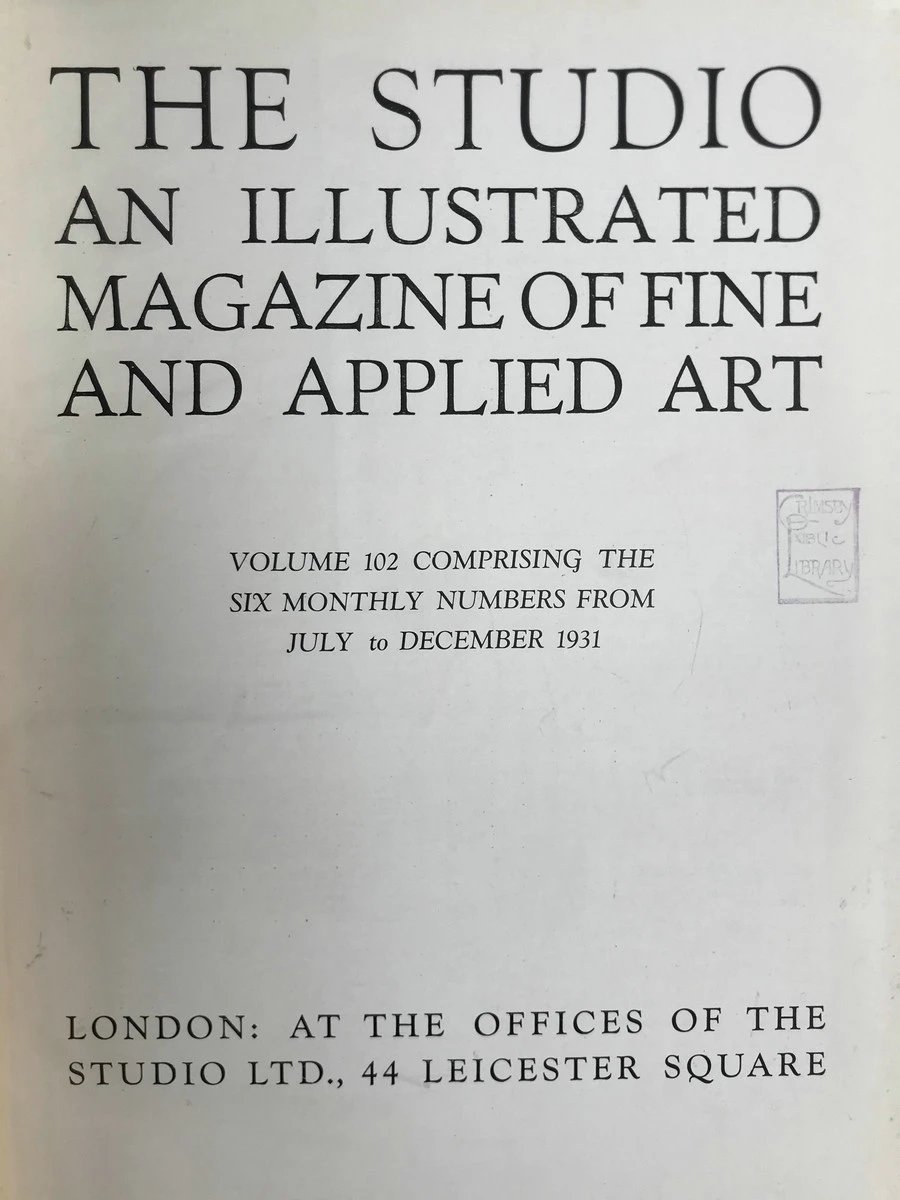 THE STUDIO
AN ILLUSTRATED
MAGAZINE OF FINE
AND APPLIED ART
GRIMSBY
PUBLIC
LIBRARY
VOLUME 102 COMPRISING THE
SIX MONTHLY NUMBERS FROM
JULY to DECEMBER 1931
LONDON: AT THE OFFICES OF THE
STUDIO LTD., 44 LEICESTER SQUARE